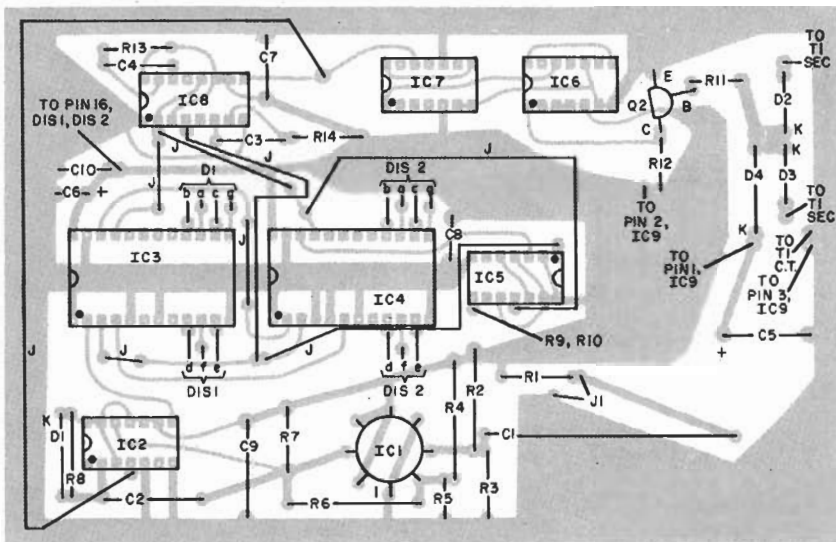 R13
C4
C7
IC8
IC7
IC6
E
Q2
B
C
R11
TO
T1
SEC
D2
K
K
TO PIN 16,
DIS 1, DIS 2
J
C3
R14
J
D1
b a c g
DIS 2
b a c g
J
R12
D4
D3
C10
C6 +
J
J
C8
TO
PIN 2,
IC9
K
TO
T1
SEC
TO
T1
C.T.
TO
PIN 1,
IC9
TO
PIN 3,
IC9
IC3
IC4
IC5
R9, R10
+
C5
J
J
J
d f e
DIS1
d f e
DIS 2
R4
R2
R1
J1
K
D1
R8
IC2
C9
R7
IC1
1
C1
C2
R6
R5
R3